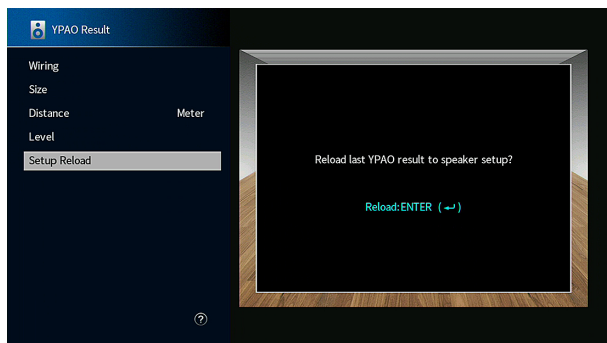 YPAO Result
Wiring
Size
Distance Meter
Level
Setup Reload
Reload last YPAO result to speaker setup?
Reload:ENTER (↵)
?